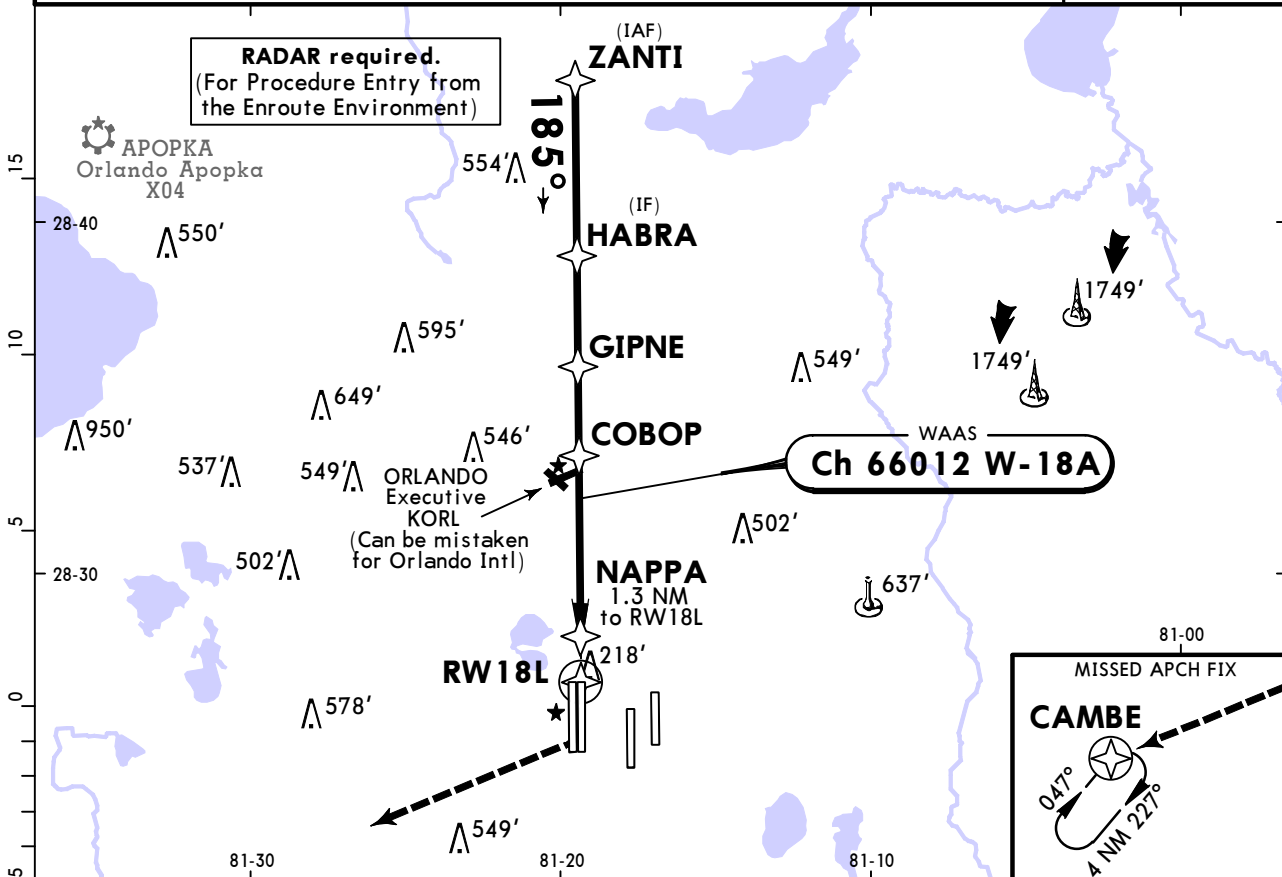 (IAF)
ZANTI
RADAR required.
(For Procedure Entry from
the Enroute Environment)
185°
APOPKA
Orlando Apopka
X04
554'
15
(IF)
HABRA
28-40
550'
1749'
10
595'
GIPNE
1749'
549'
649'
950'
546'
COBOP
WAAS
Ch 66012 W-18A
537'
549'
ORLANDO
Executive
KORL
(Can be mistaken
for Orlando Intl)
5
502'
502'
28-30
NAPPA
1.3 NM
to RW18L
637'
81-00
218'
RW18L
MISSED APCH FIX
0
578'
CAMBE
047°
4 NM 227°
549'
5
81-30
81-20
81-10